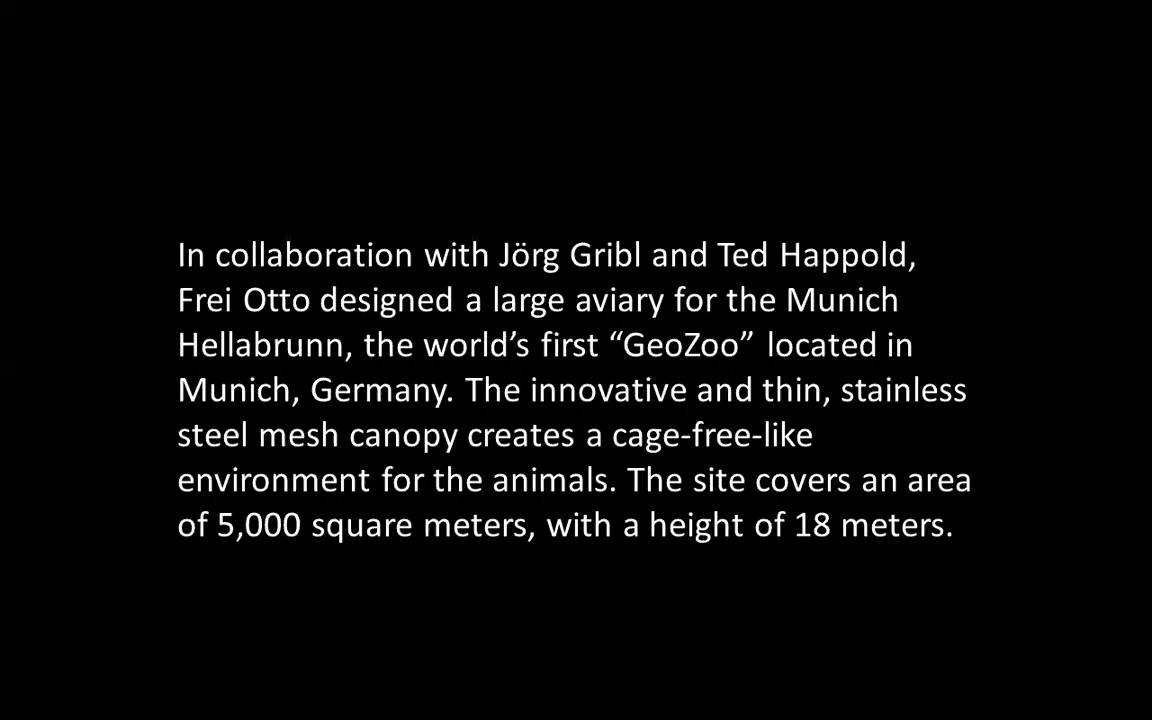 In collaboration with Jörg Gribl and Ted Happold,
Frei Otto designed a large aviary for the Munich
Hellabrunn, the world’s first “GeoZoo” located in
Munich, Germany. The innovative and thin, stainless
steel mesh canopy creates a cage-free-like
environment for the animals. The site covers an area
of 5,000 square meters, with a height of 18 meters.